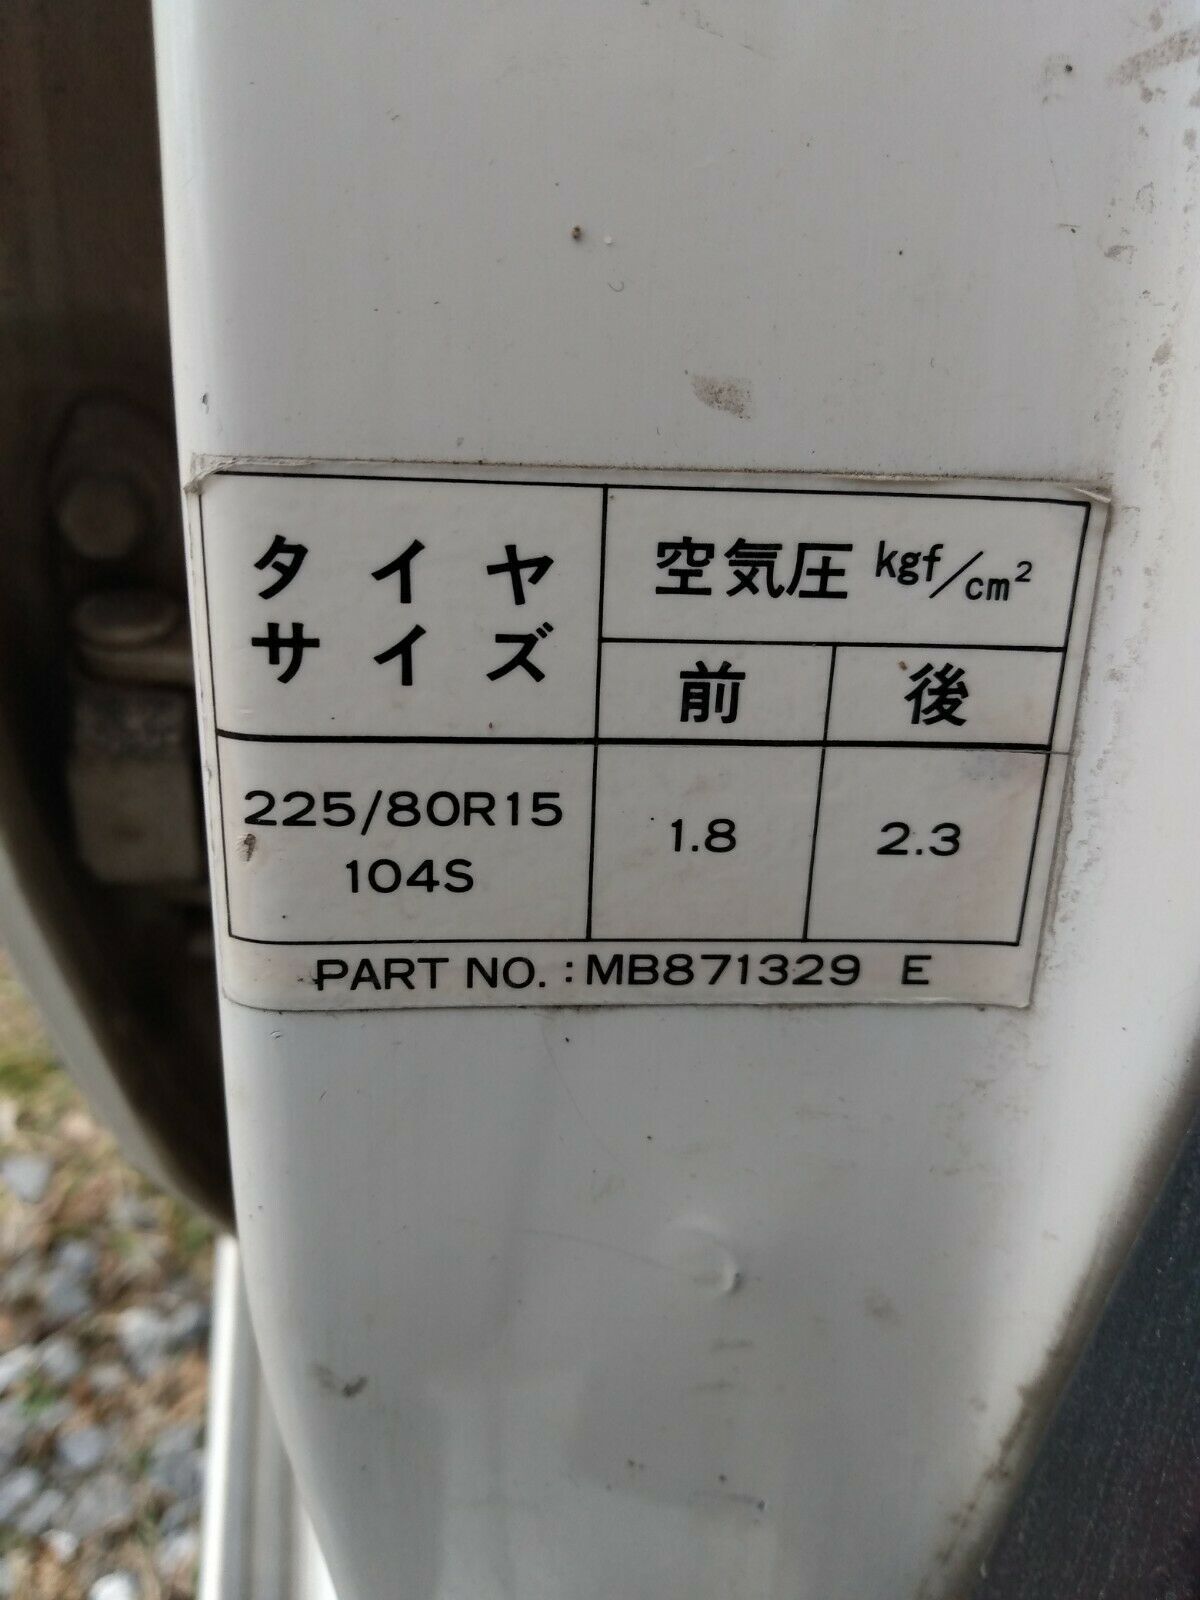 タイヤ
サイズ
空気圧 kgf/cm²
前 後
225/80R15
104S
1.8 2.3
PART NO.:MB871329 E